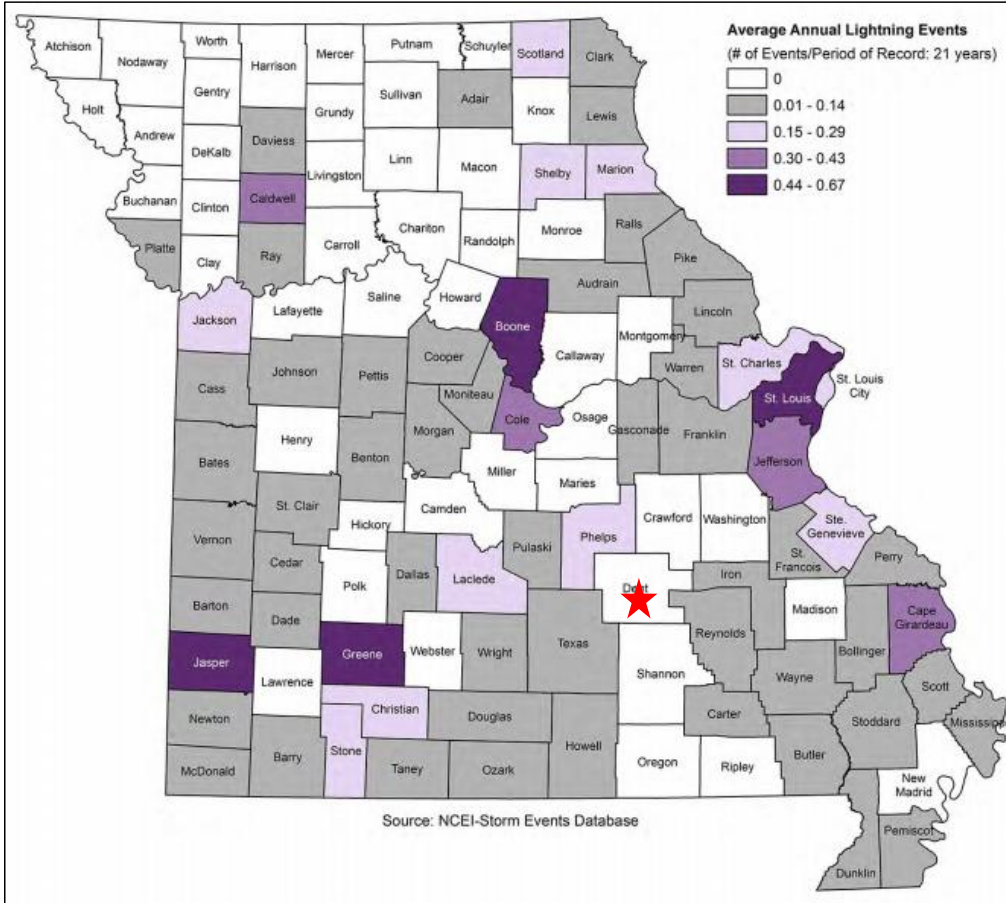 Average Annual Lightning Events
(# of Events/Period of Record: 21 years)
0
0.01 - 0.14
0.15 - 0.29
0.30 - 0.43
0.44 - 0.67
Atchison
Nodaway
Worth
Harrison
Mercer
Putnam
Schuyler
Scotland
Clark
Holt
Gentry
Sullivan
Adair
Knox
Lewis
Andrew
DeKalb
Daviess
Grundy
Linn
Macon
Shelby
Marion
Buchanan
Clinton
Caldwell
Livingston
Chariton
Randolph
Monroe
Ralls
Platte
Clay
Ray
Carroll
Pike
Audrain
Jackson
Lafayette
Saline
Howard
Boone
Callaway
Montgomery
Lincoln
Warren
St. Charles
St. Louis
City
St. Louis
Cass
Johnson
Pettis
Cooper
Moniteau
Cole
Osage
Gasconade
Franklin
Jefferson
Bates
Henry
Benton
Morgan
Miller
Maries
St. Clair
Camden
Crawford
Washington
Ste.
Genevieve
Vernon
Hickory
Pulaski
Phelps
St.
Francois
Perry
Cedar
Polk
Dallas
Laclede
Iron
Barton
Dade
Texas
Reynolds
Madison
Cape
Girardeau
Jasper
Greene
Webster
Wright
Shannon
Bollinger
Lawrence
Wayne
Scott
Newton
Christian
Douglas
Carter
Stoddard
Mississippi
McDonald
Barry
Stone
Taney
Ozark
Howell
Oregon
Ripley
Butler
New
Madrid
Pemiscot
Dunklin
Source: NCEI-Storm Events Database